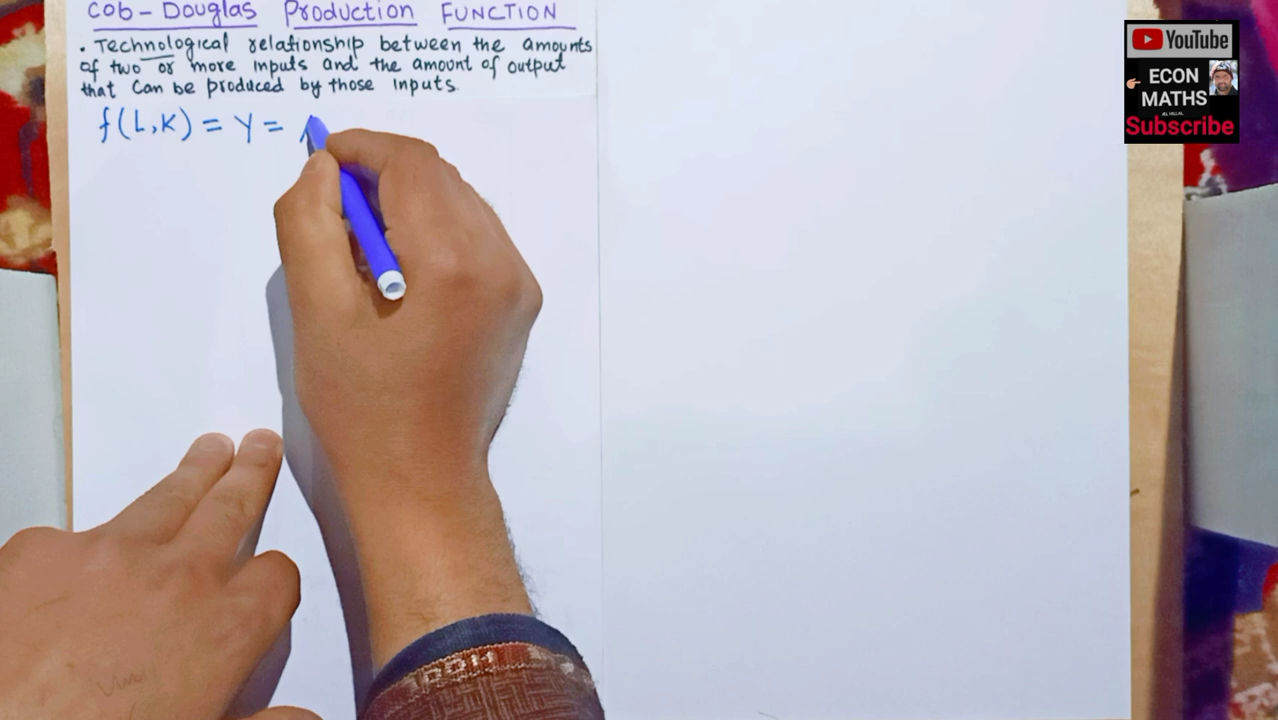 Cob-Douglas Production FUNCTION
• Technological relationship between the amounts
of two or more inputs and the amount of output
that can be produced by those inputs.
f(L,K) = Y =
YouTube
ECON
MATHS
Subscribe